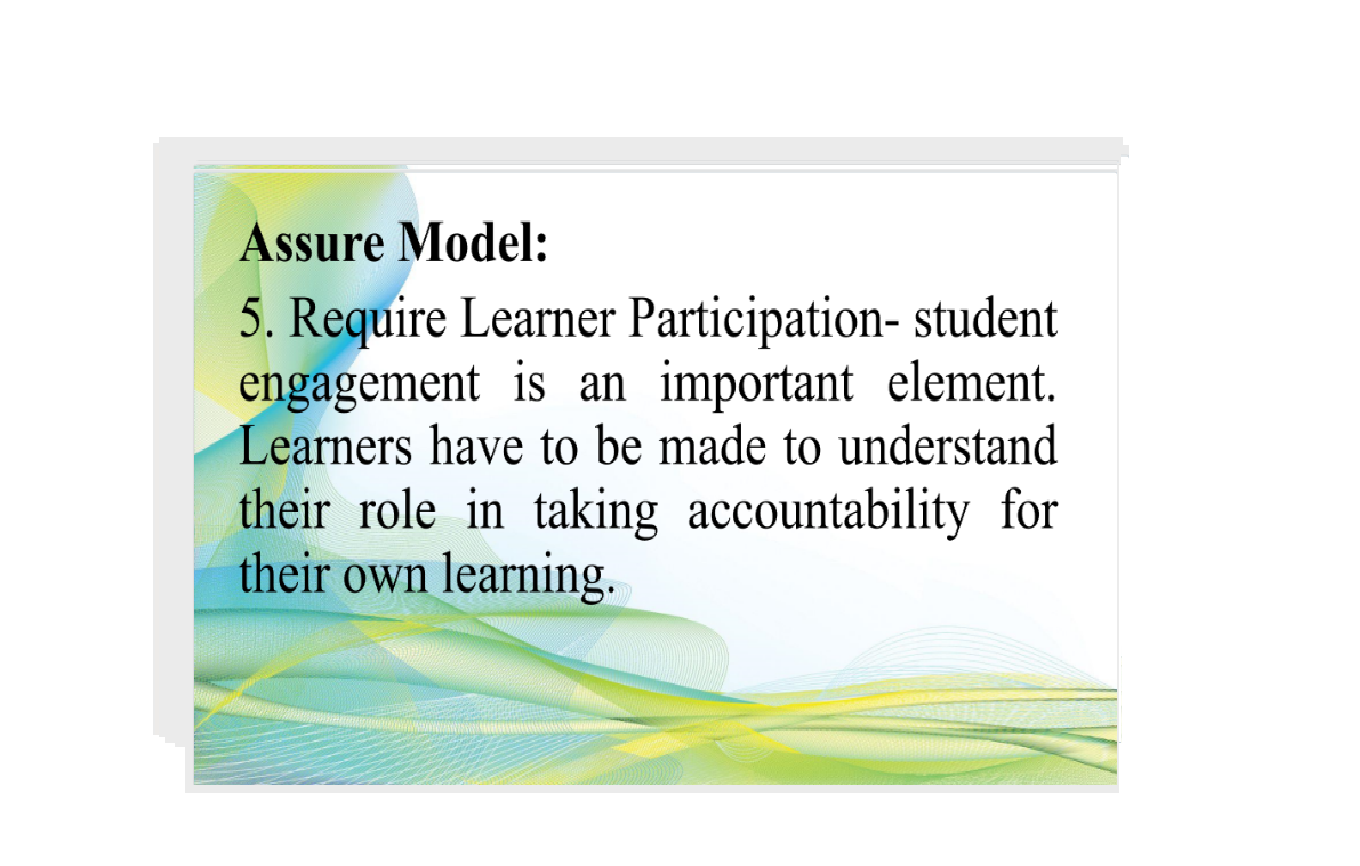 Assure Model:
5. Require Learner Participation- student
engagement is an important element.
Learners have to be made to understand
their role in taking accountability for
their own learning.